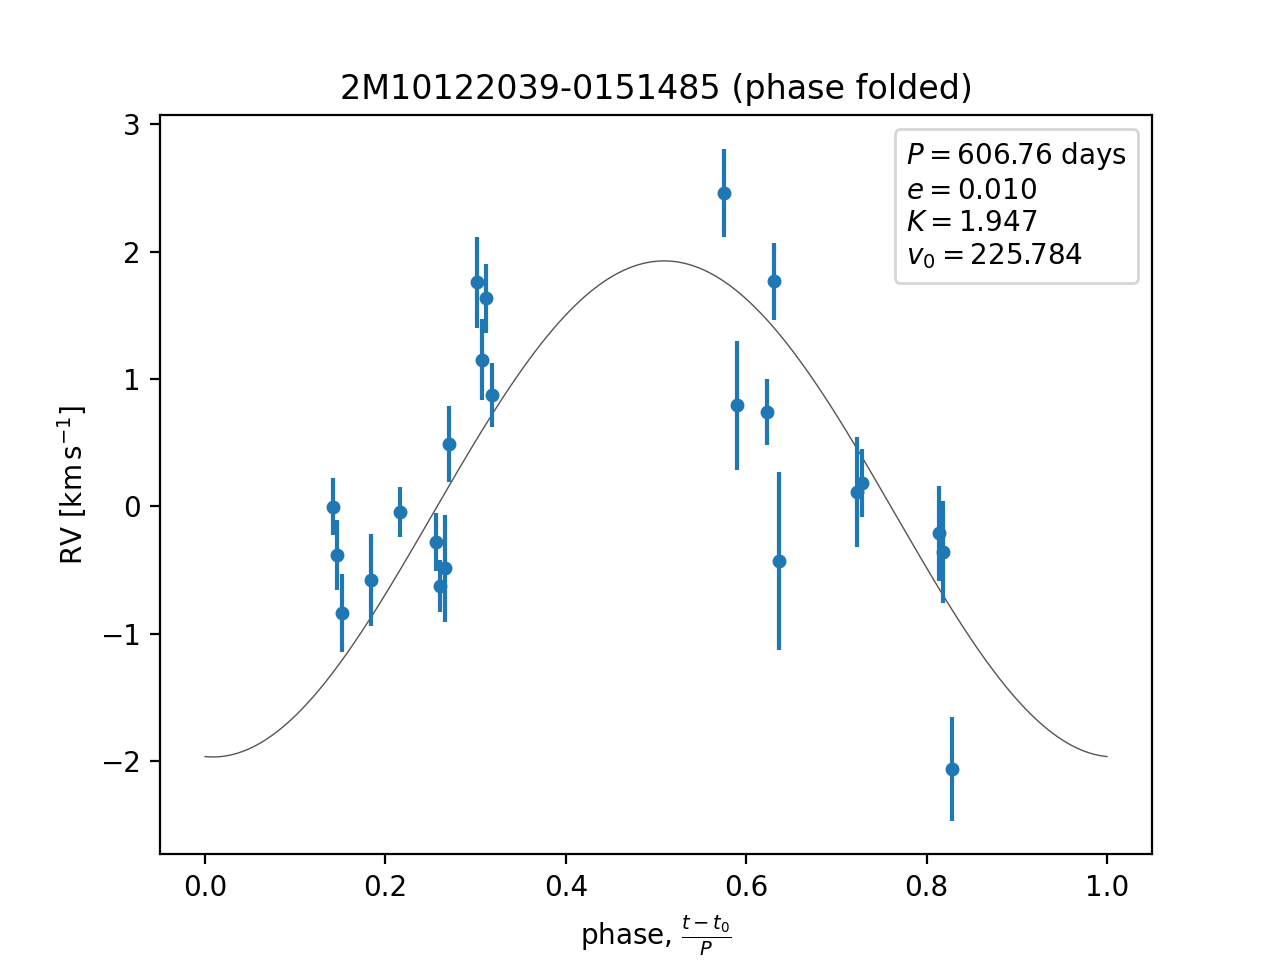 2M10122039-0151485 (phase folded)
P = 606.76 days
e = 0.010
K = 1.947
v₀ = 225.784
3
2
1
0
−1
−2
RV [km s⁻¹]
0.0 0.2 0.4 0.6 0.8 1.0
phase, (t − t₀)/P